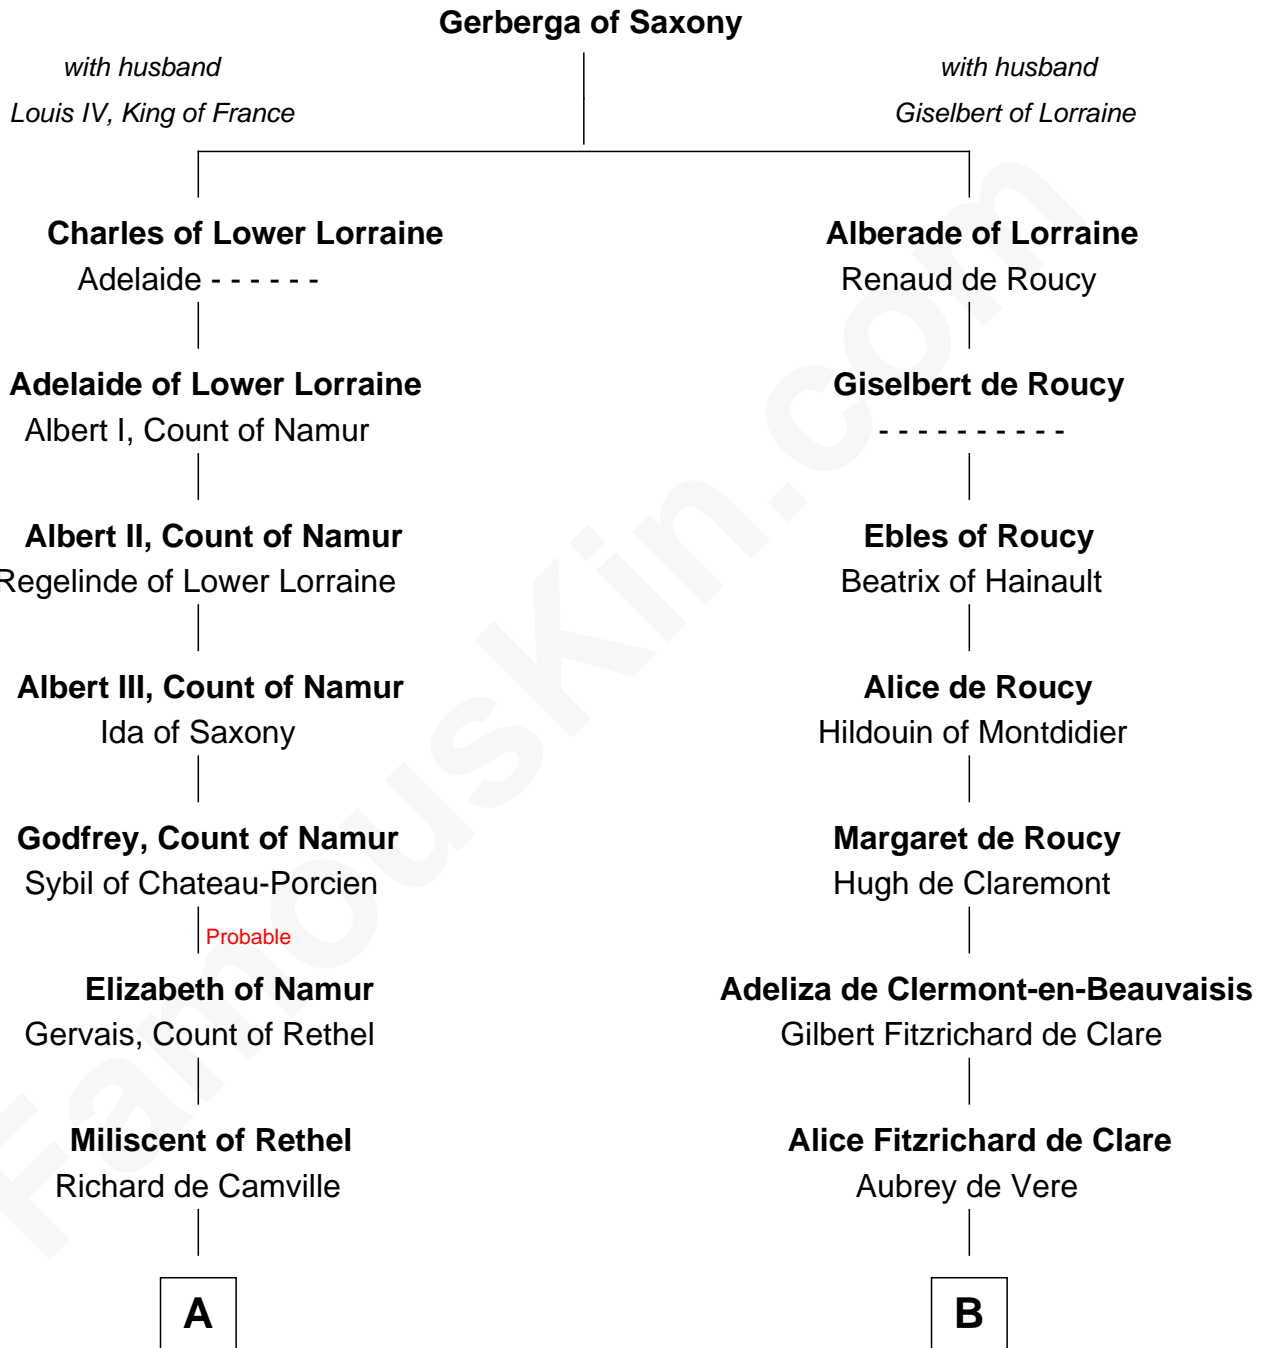 Gerberga of Saxony
with husband
Louis IV, King of France
with husband
Giselbert of Lorraine
Charles of Lower Lorraine
Adelaide - - - - - -
Alberade of Lorraine
Renaud de Roucy
Adelaide of Lower Lorraine
Albert I, Count of Namur
Giselbert de Roucy
- - - - - - - - - -
Albert II, Count of Namur
Regelinde of Lower Lorraine
Ebles of Roucy
Beatrix of Hainault
Albert III, Count of Namur
Ida of Saxony
Alice de Roucy
Hildouin of Montdidier
Godfrey, Count of Namur
Sybil of Chateau-Porcien
Margaret de Roucy
Hugh de Claremont
Probable
Elizabeth of Namur
Gervais, Count of Rethel
Adeliza de Clermont-en-Beauvaisis
Gilbert Fitzrichard de Clare
Miliscent of Rethel
Richard de Camville
Alice Fitzrichard de Clare
Aubrey de Vere
A
B
FamousKin.com